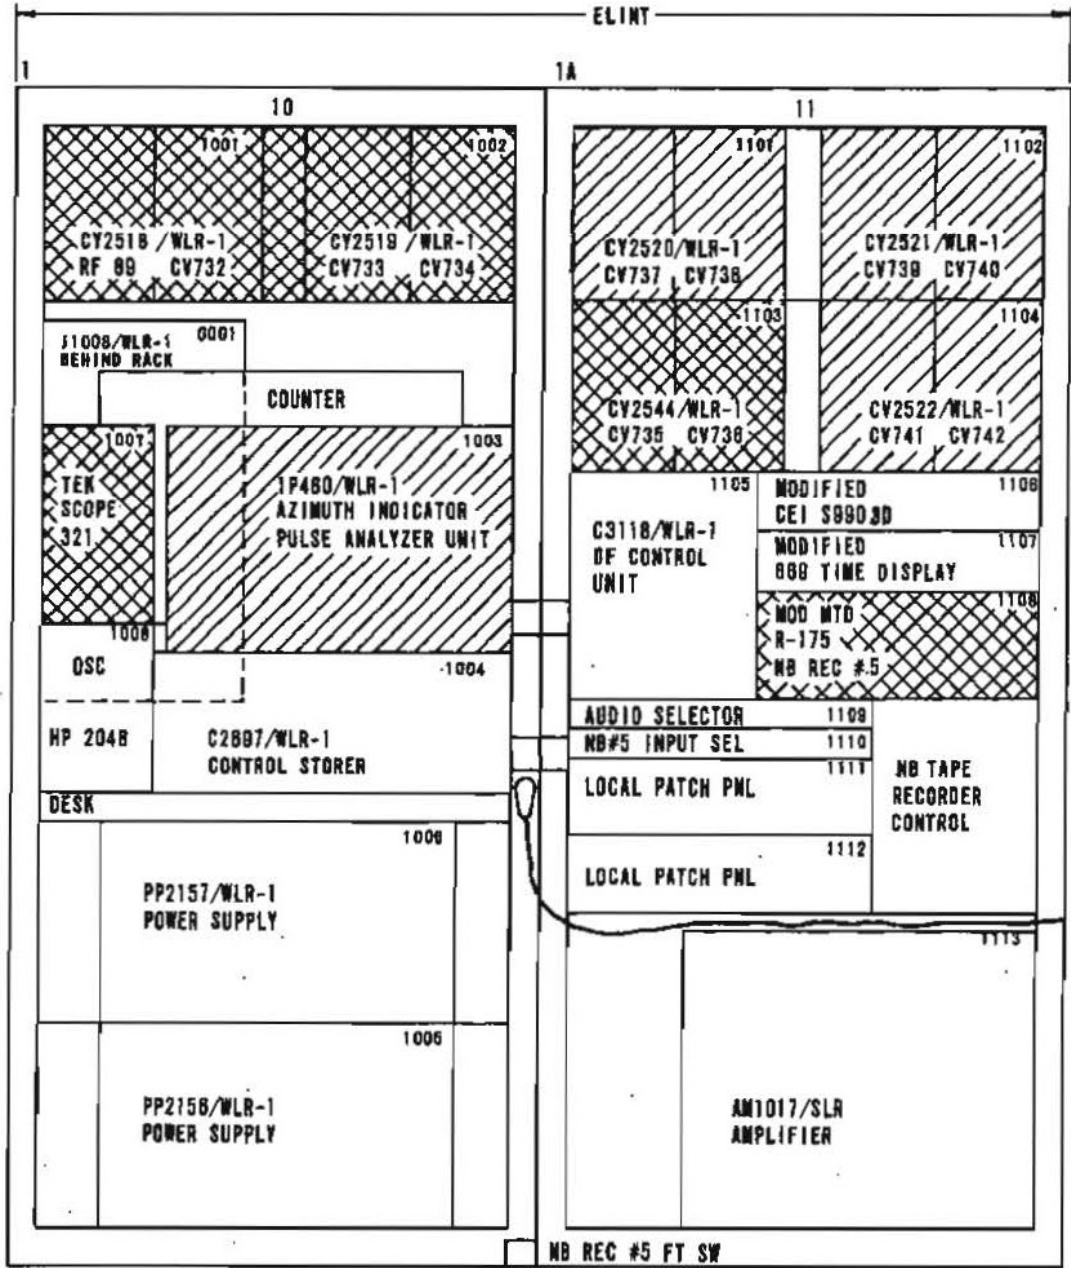 ELINT
1
1A
10
11
1001
CY2518/WLR-1
RF 89 CV732
1002
CY2519/WLR-1
CV733 CV734
J1008/WLR-1
BEHIND RACK
COUNTER
1007
TEK
SCOPE
321
1003
IP480/WLR-1
AZIMUTH INDICATOR
PULSE ANALYZER UNIT
1008
OSC
HP 204B
1004
C2697/WLR-1
CONTROL STORER
DESK
1006
PP2157/WLR-1
POWER SUPPLY
1005
PP2158/WLR-1
POWER SUPPLY
1101
CY2520/WLR-1
CV737 CV738
1102
CY2521/WLR-1
CV739 CV740
1103
CY2544/WLR-1
CV735 CV736
1104
CY2522/WLR-1
CV741 CV742
1105
C3118/WLR-1
DF CONTROL
UNIT
1106
MODIFIED
CEI
1107
MODIFIED
TIME DISPLAY
1108
MOD MTD
R-175
NB REC #5
AUDIO SELECTOR 1109
NB#5 INPUT SEL 1110
1111
LOCAL PATCH PNL
1112
LOCAL PATCH PNL
NB TAPE
RECORDER
CONTROL
1113
AM1017/SLR
AMPLIFIER
NB REC #5 FT SW